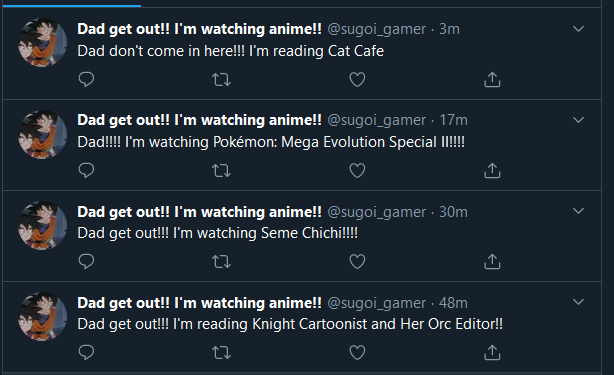 Dad get out!! I'm watching anime!! @sugoi_gamer · 3m
Dad don't come in here!!! I'm reading Cat Cafe
Dad get out!! I'm watching anime!! @sugoi_gamer · 17m
Dad!!!! I'm watching Pokémon: Mega Evolution Special II!!!!
Dad get out!! I'm watching anime!! @sugoi_gamer · 30m
Dad get out!!! I'm watching Seme Chichi!!!!
Dad get out!! I'm watching anime!! @sugoi_gamer · 48m
Dad get out!!! I'm reading Knight Cartoonist and Her Orc Editor!!